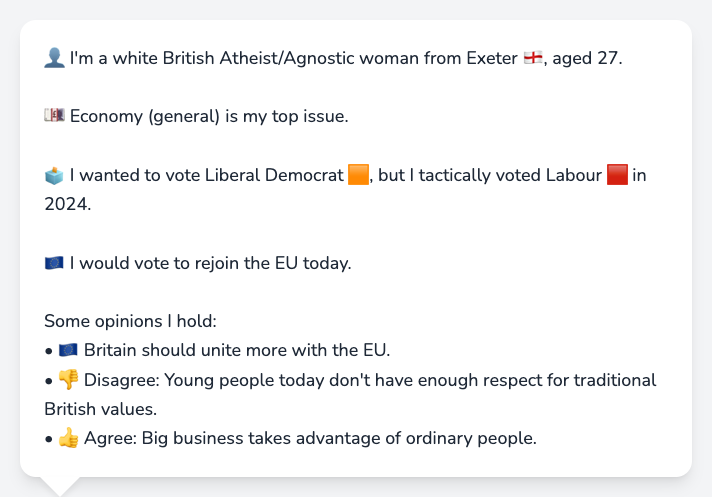 👤 I'm a white British Atheist/Agnostic woman from Exeter 🏴󠁧󠁢󠁥󠁮󠁧󠁿, aged 27.
💷 Economy (general) is my top issue.
🗳️ I wanted to vote Liberal Democrat 🟧, but I tactically voted Labour 🟥 in
2024.
🇪🇺 I would vote to rejoin the EU today.
Some opinions I hold:
• 🇪🇺 Britain should unite more with the EU.
• 👎 Disagree: Young people today don't have enough respect for traditional
British values.
• 👍 Agree: Big business takes advantage of ordinary people.